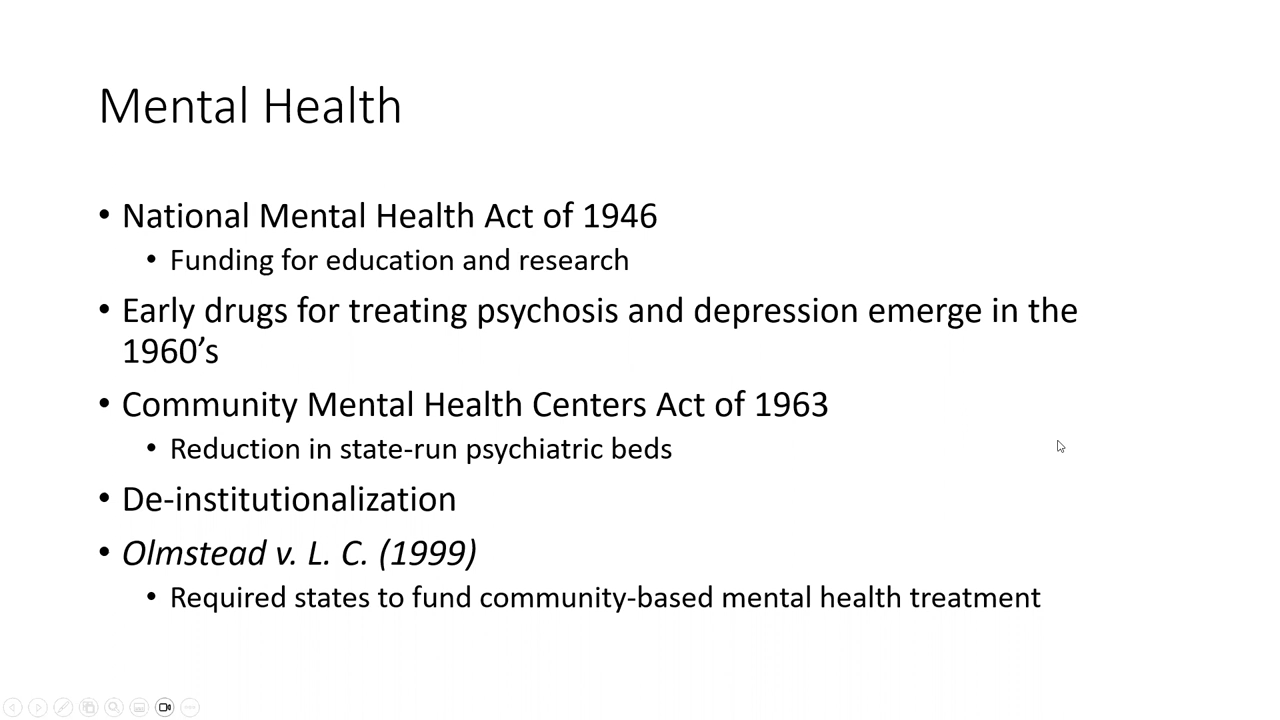 Mental Health
• National Mental Health Act of 1946
• Funding for education and research
• Early drugs for treating psychosis and depression emerge in the
1960’s
• Community Mental Health Centers Act of 1963
• Reduction in state-run psychiatric beds
• De-institutionalization
• Olmstead v. L. C. (1999)
• Required states to fund community-based mental health treatment